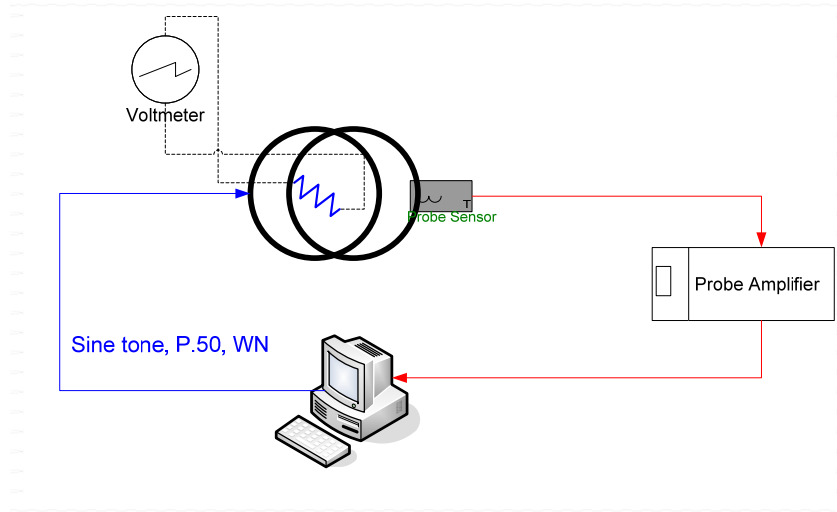 Voltmeter
T
Probe Sensor
Probe Amplifier
Sine tone, P.50, WN